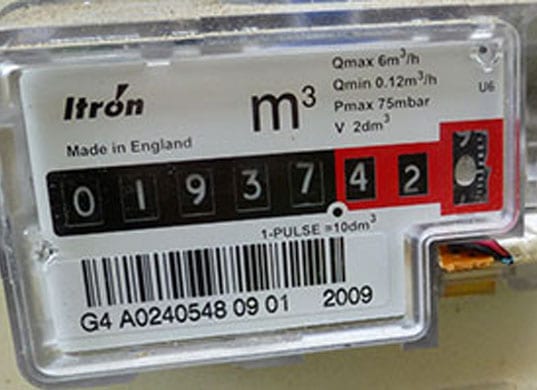 Itrón
m³
Qmax 6m³/h
Qmin 0.12m³/h
Pmax 75mbar
V 2dm³
U6
Made in England
0 1 9 3 7 4 2
1-PULSE =10dm³
G4 A0240548 09 01 2009